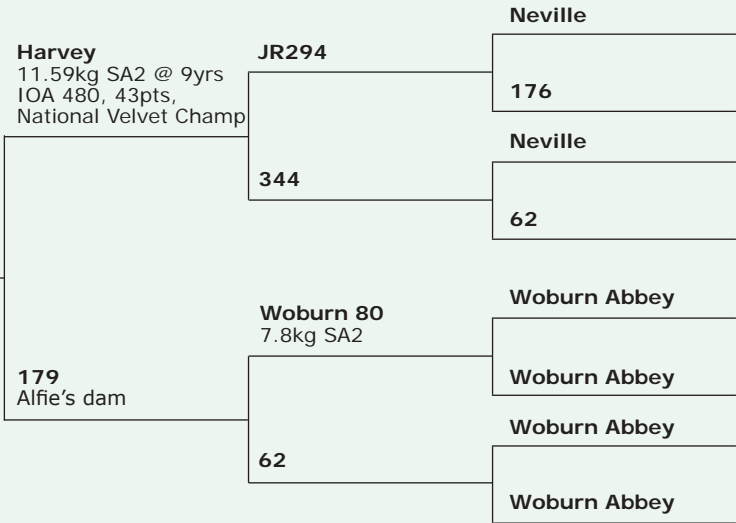 Neville
Harvey
11.59kg SA2 @ 9yrs
IOA 480, 43pts,
National Velvet Champ
JR294
176
Neville
344
62
Woburn Abbey
Woburn 80
7.8kg SA2
179
Alfie's dam
Woburn Abbey
Woburn Abbey
62
Woburn Abbey